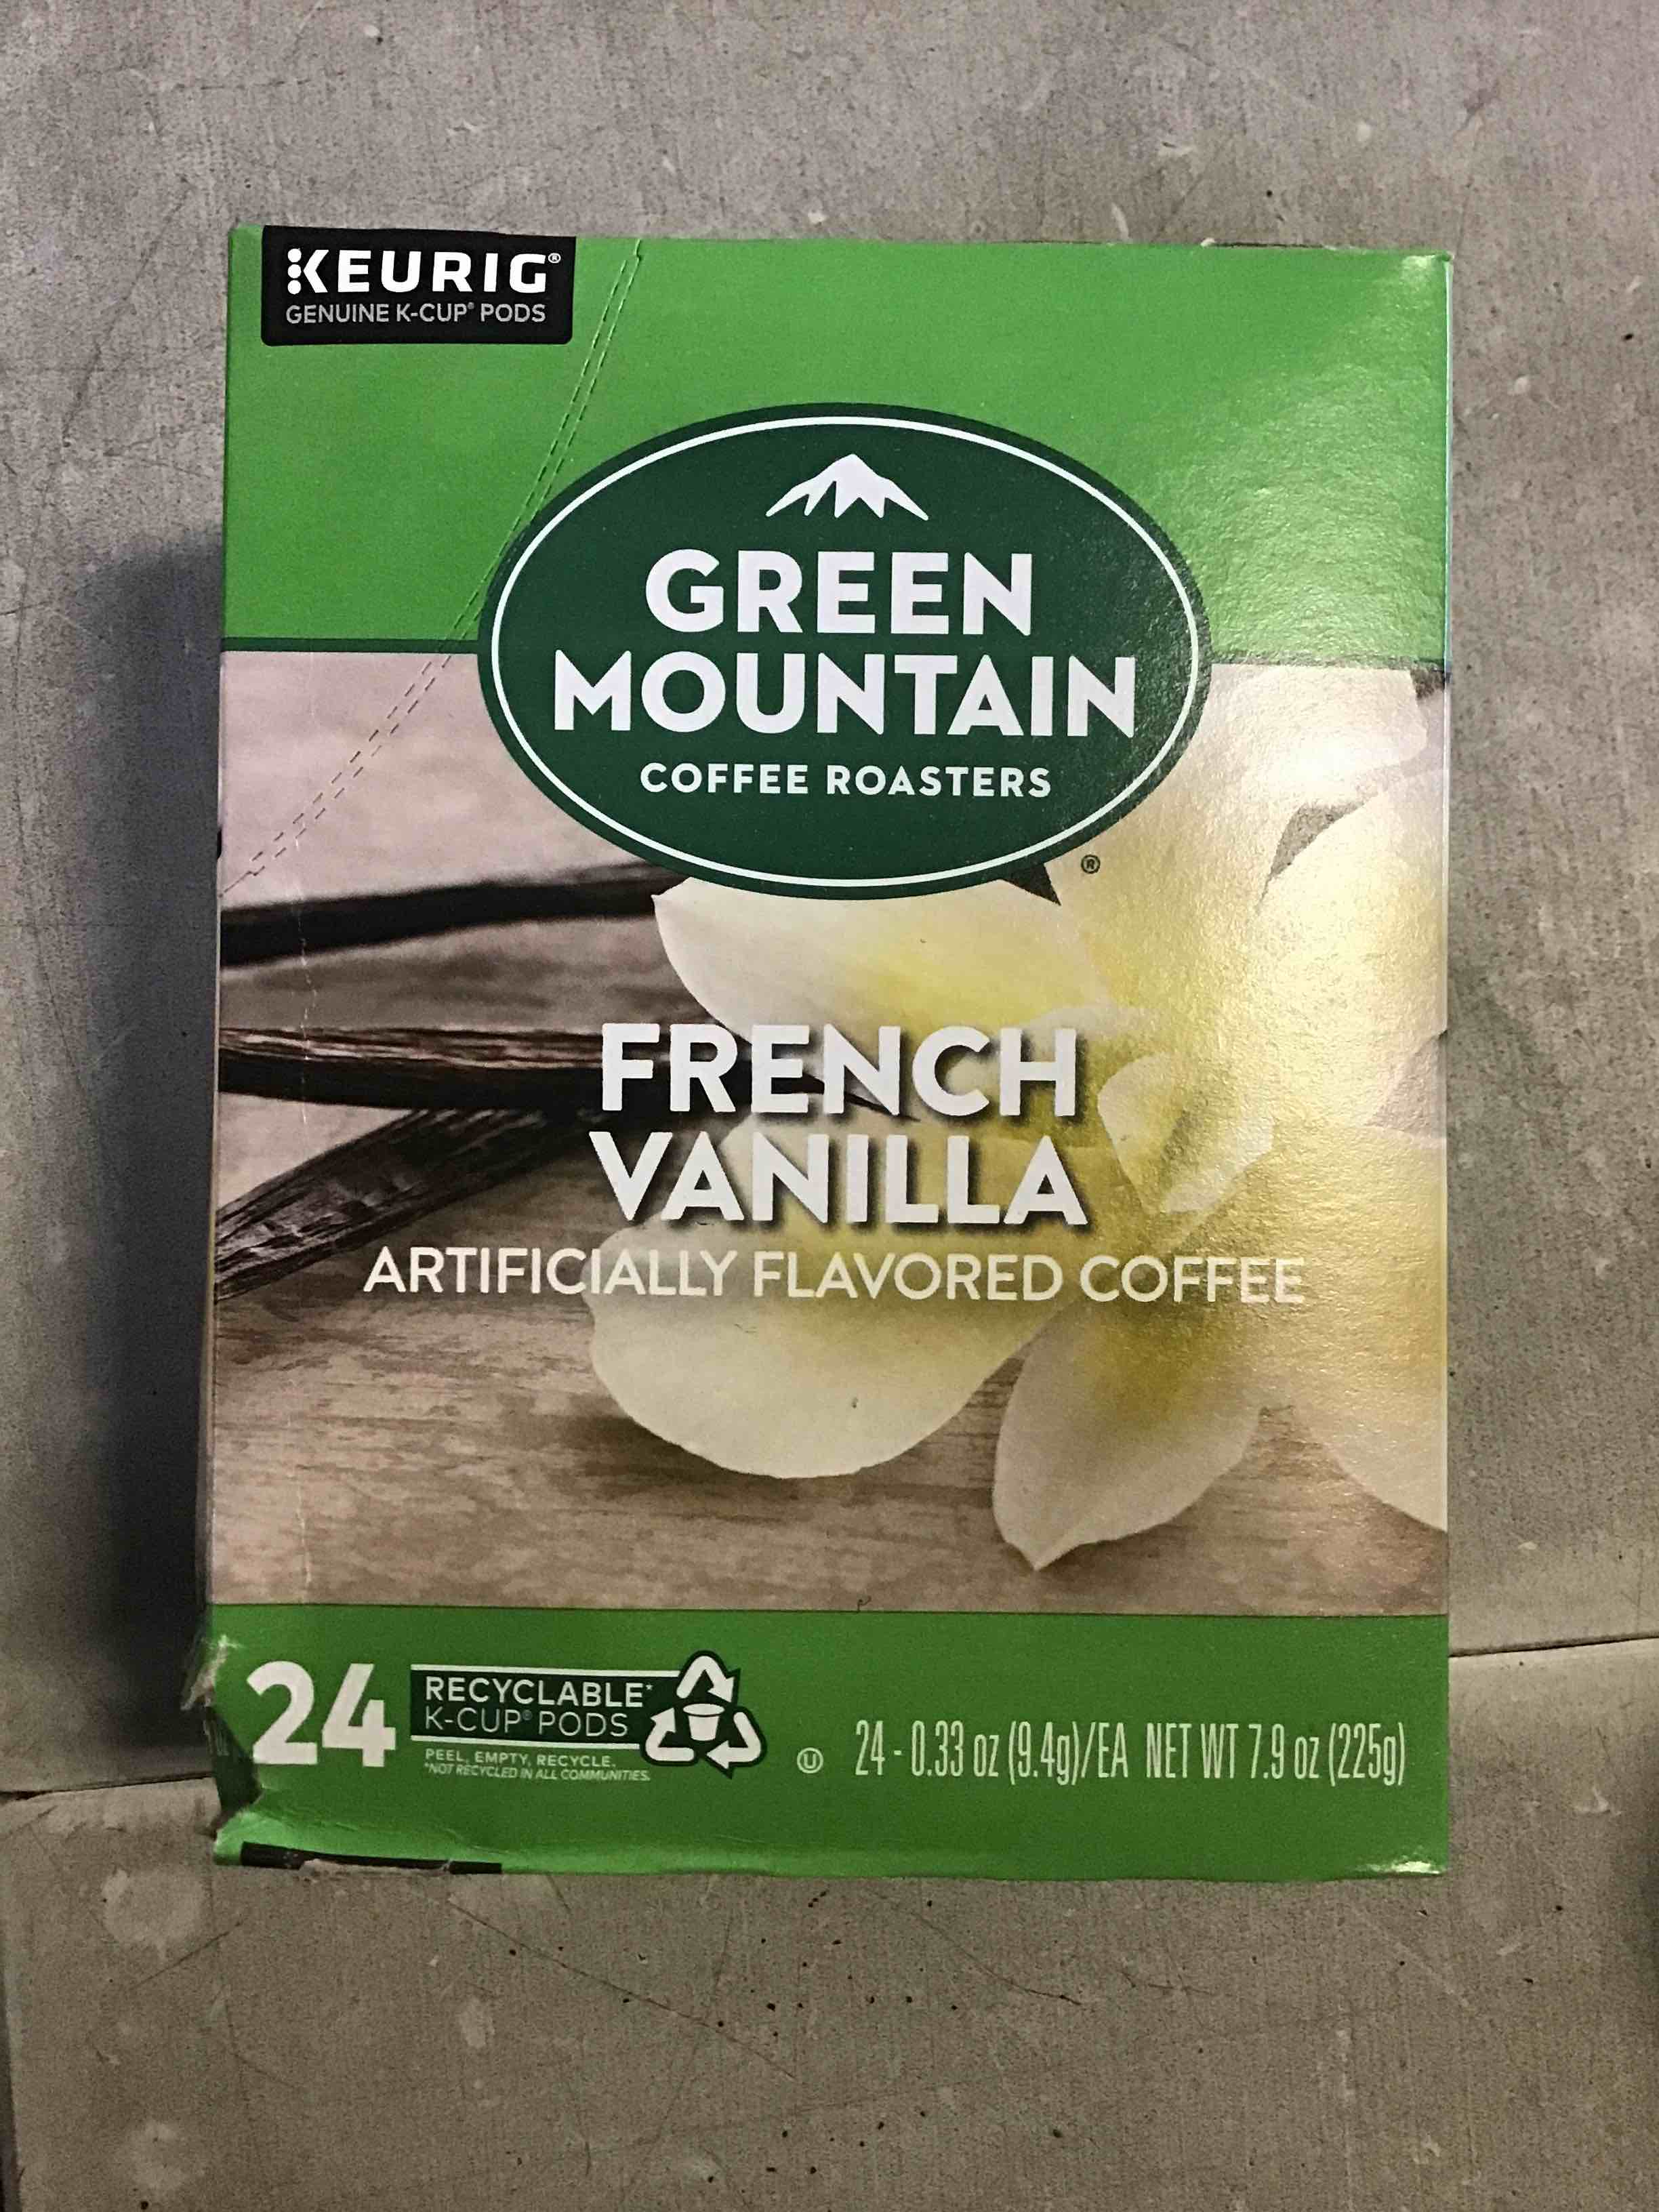 KEURIG®
GENUINE K-CUP® PODS
GREEN
MOUNTAIN
COFFEE ROASTERS
®
FRENCH
VANILLA
ARTIFICIALLY FLAVORED COFFEE
24
RECYCLABLE*
K-CUP® PODS
PEEL, EMPTY, RECYCLE.
*NOT RECYCLED IN ALL COMMUNITIES.
U
24 - 0.33 oz (9.4g)/EA NET WT 7.9 oz (225g)